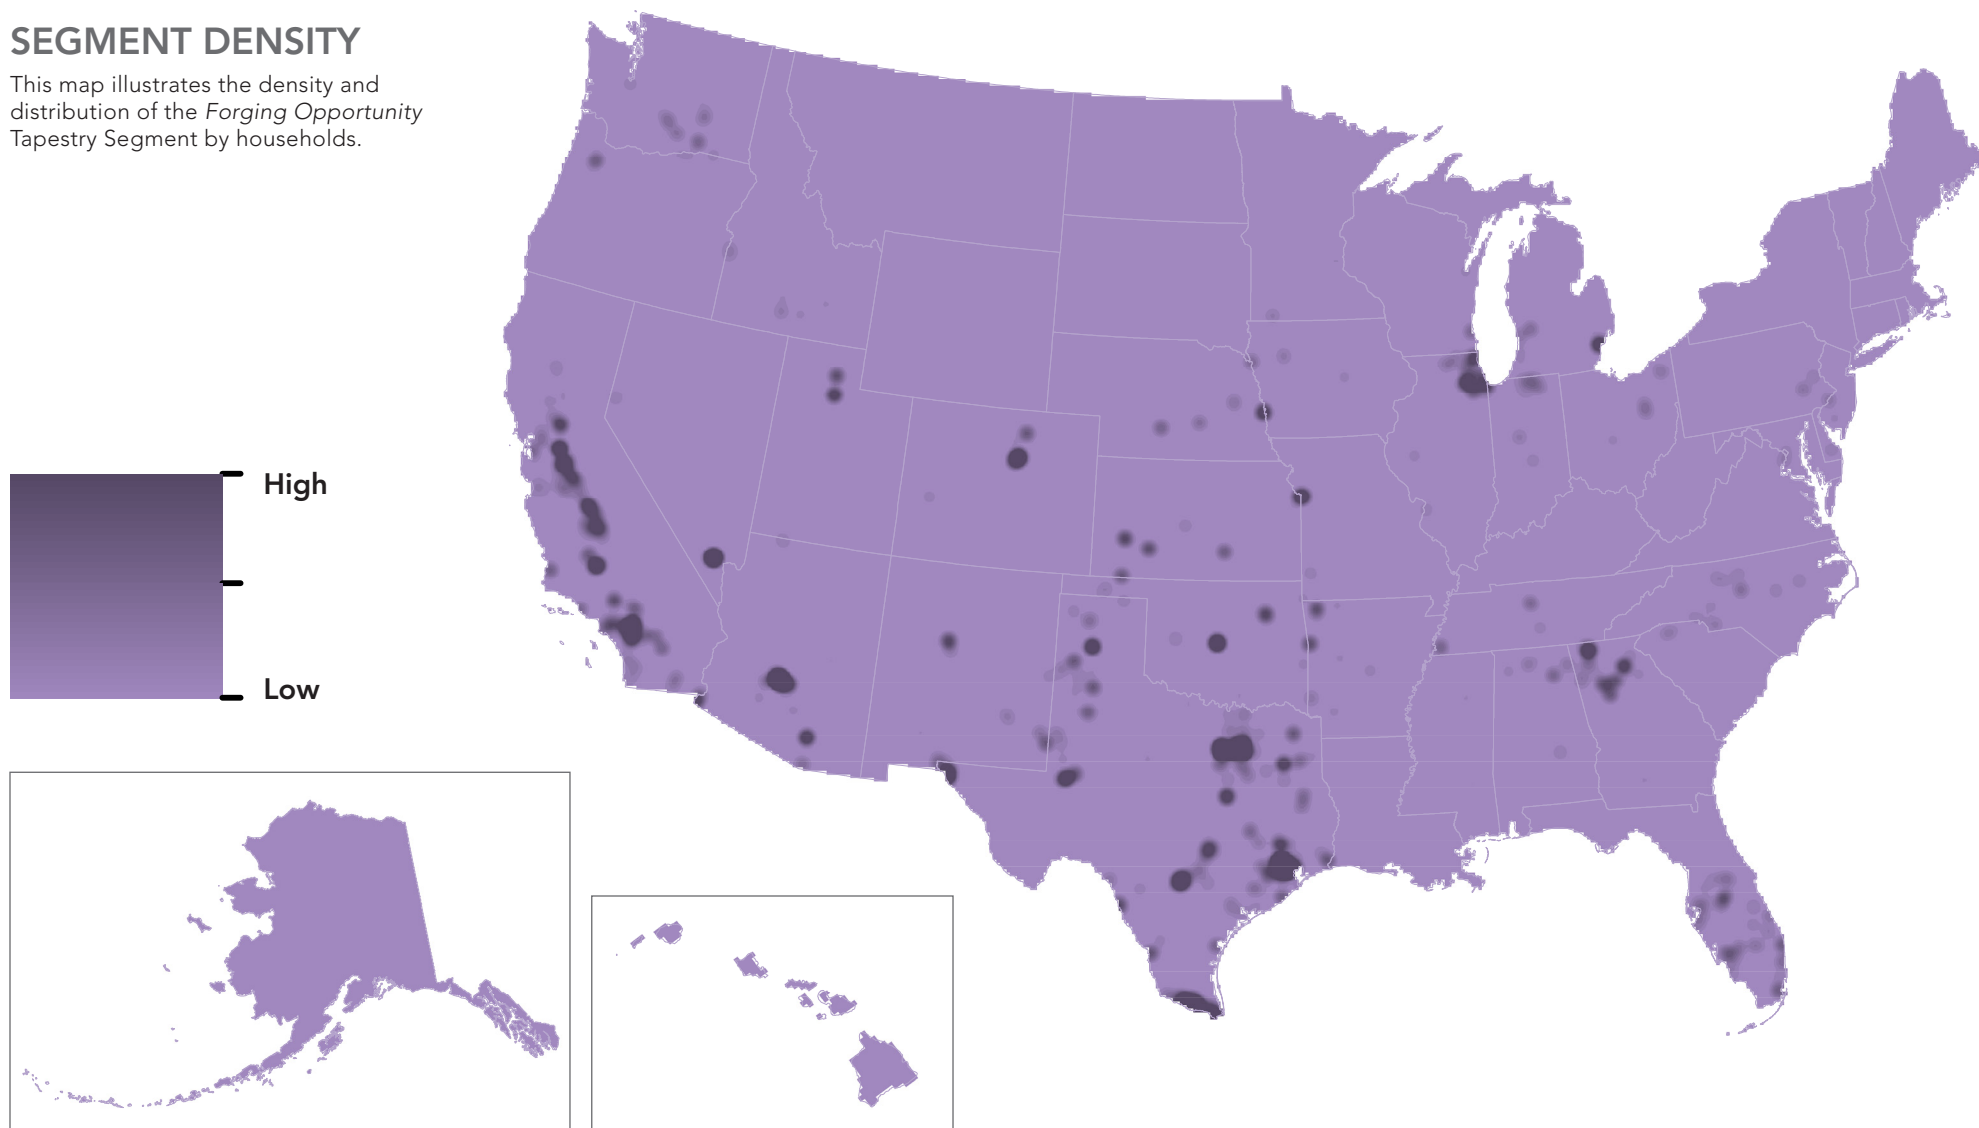 SEGMENT DENSITY
This map illustrates the density and
distribution of the Forging Opportunity
Tapestry Segment by households.
High
Low